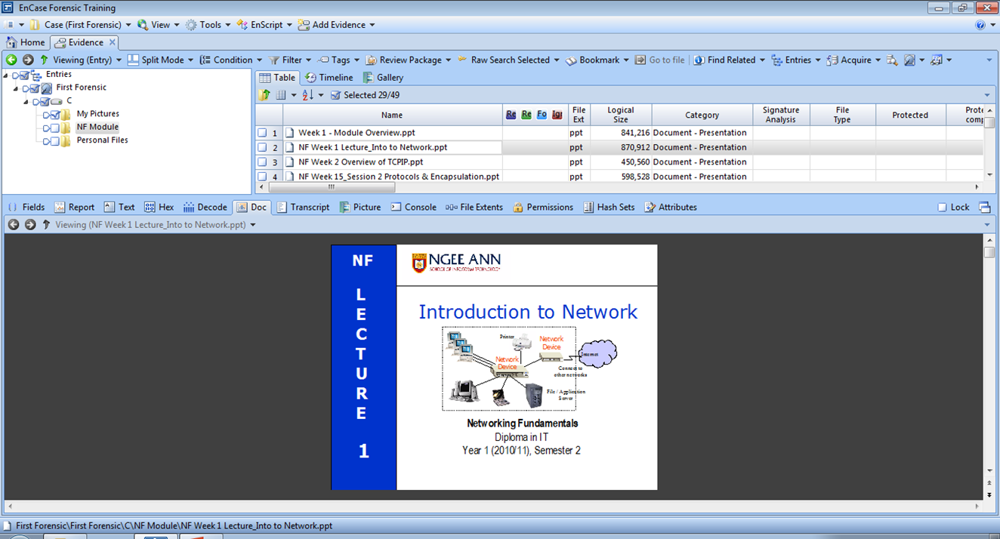 EnCase Forensic Training
Case (First Forensic) View Tools EnScript Add Evidence
Home Evidence
Viewing (Entry) Split Mode Condition Filter Tags Review Package Raw Search Selected Bookmark Go to file Find Related Entries Acquire
Entries
First Forensic
C
My Pictures
NF Module
Personal Files
Table Timeline Gallery
Selected 29/49
Name Re Re Fo Igr File Ext Logical Size Category Signature Analysis File Type Protected Prote comp
1 Week 1 - Module Overview.ppt ppt 841,216 Document - Presentation
2 NF Week 1 Lecture_Into to Network.ppt ppt 870,912 Document - Presentation
3 NF Week 2 Overview of TCPIP.ppt ppt 450,560 Document - Presentation
4 NF Week 15_Session 2 Protocols & Encapsulation.ppt ppt 598,528 Document - Presentation
Fields Report Text Hex Decode Doc Transcript Picture Console File Extents Permissions Hash Sets Attributes Lock
Viewing (NF Week 1 Lecture_Into to Network.ppt)
NF
L
E
C
T
U
R
E
1
NGEE ANN
SCHOOL OF INFOCOMM TECHNOLOGY
Introduction to Network
Printer
Network
Device
Internet
Network
Device
Connect to
other networks
File / Application
Server
Networking Fundamentals
Diploma in IT
Year 1 (2010/11), Semester 2
First Forensic\First Forensic\C\NF Module\NF Week 1 Lecture_Into to Network.ppt